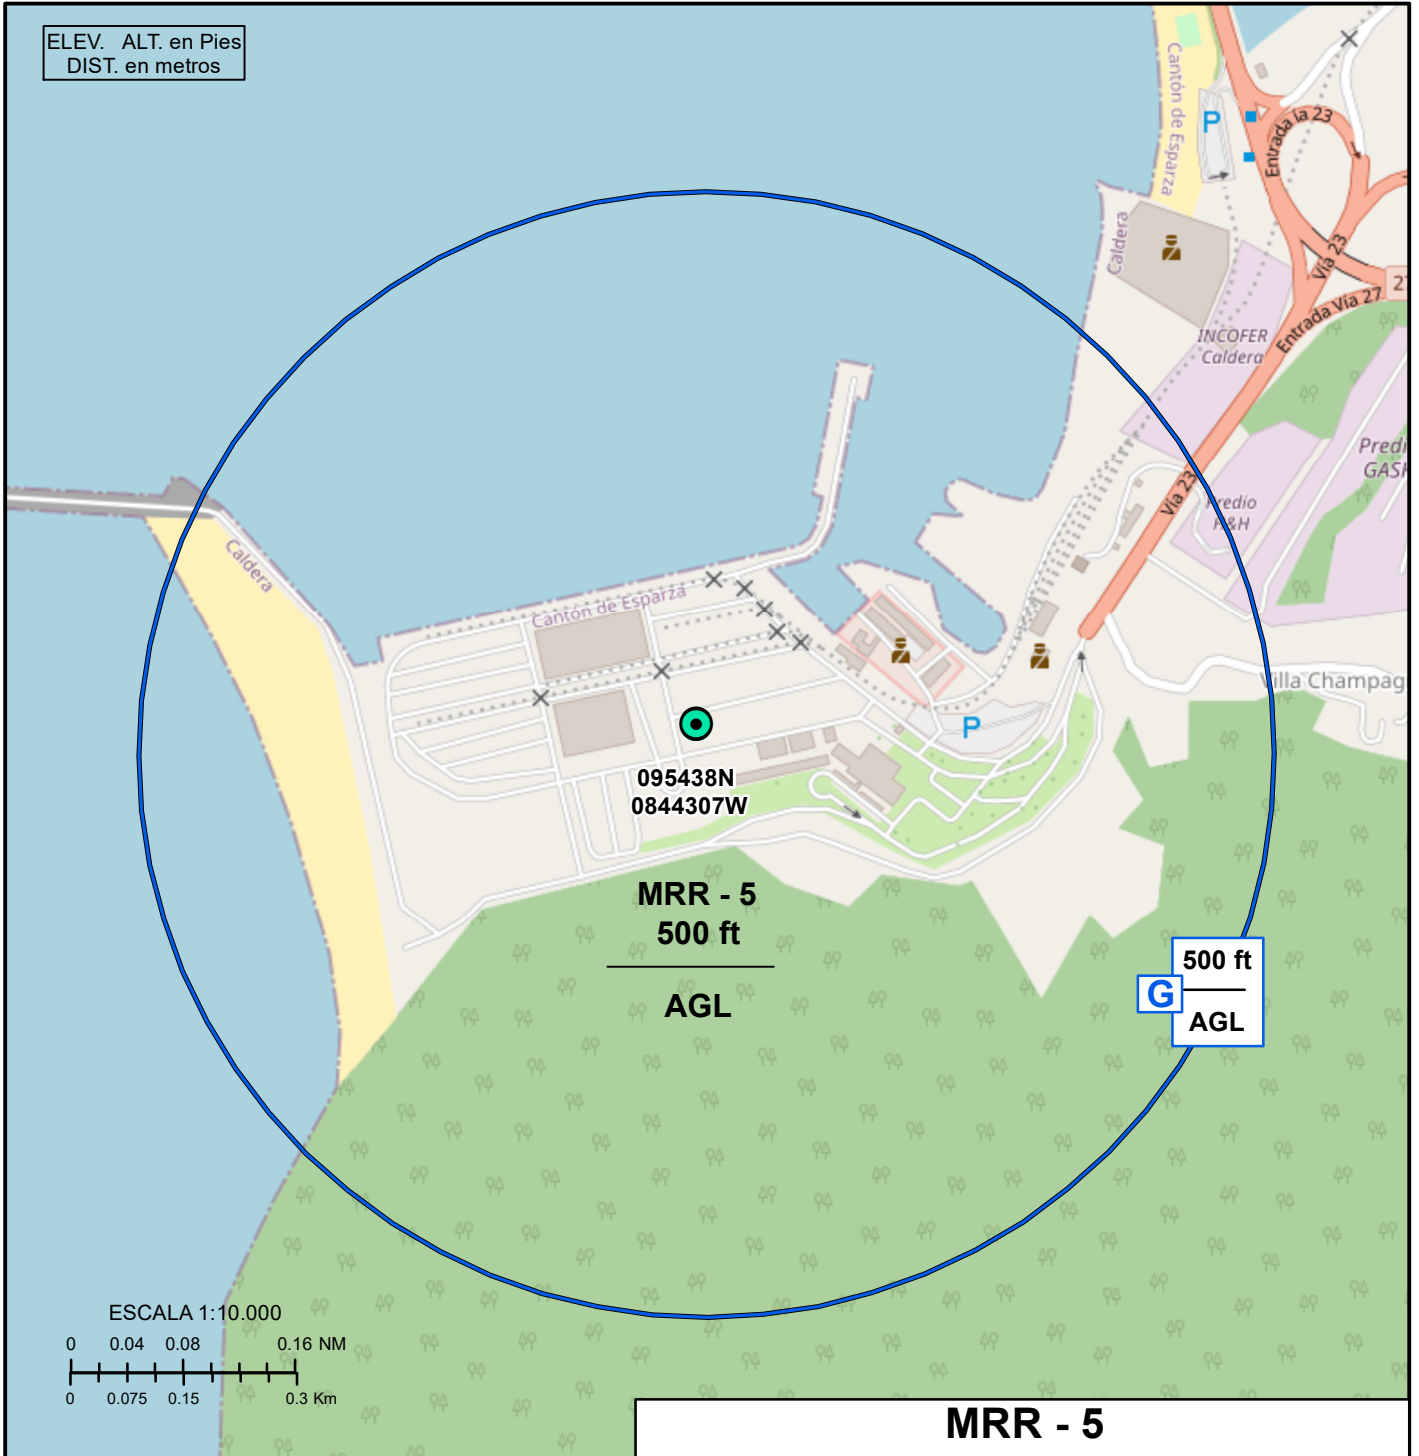 ELEV. ALT. en Pies
DIST. en metros
Cantón de Esparza
P
Entrada la 23
Caldera
Vía 23
27
Entrada Vía 27
INCOFER
Caldera
Predio
H&H
Vía 23
Caldera
Cantón de Esparza
Villa Champag
P
095438N
0844307W
MRR - 5
500 ft
AGL
500 ft
G
AGL
ESCALA 1:10.000
0 0.04 0.08 0.16 NM
0 0.075 0.15 0.3 Km
MRR - 5